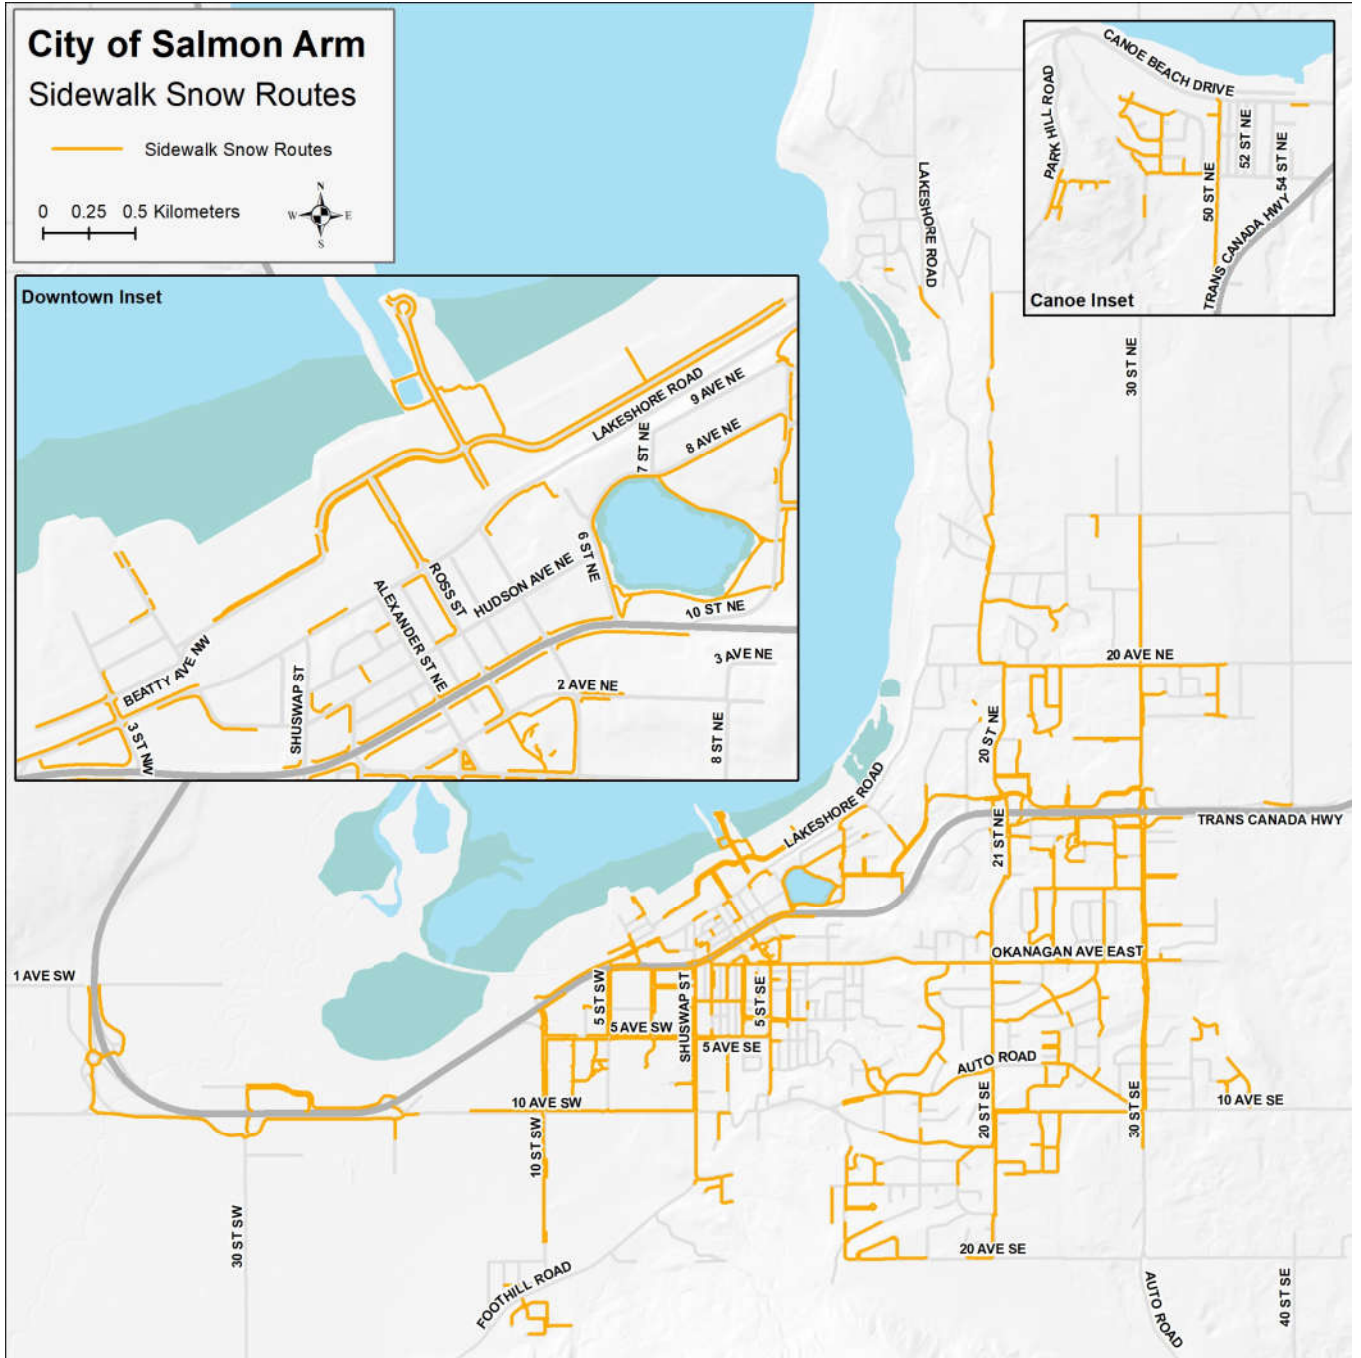 City of Salmon Arm
Sidewalk Snow Routes
Sidewalk Snow Routes
0 0.25 0.5 Kilometers
N
W E
S
CANOE BEACH DRIVE
PARK HILL ROAD
52 ST NE
54 ST NE
50 ST NE
TRANS CANADA HWY
Canoe Inset
LAKESHORE ROAD
30 ST NE
Downtown Inset
LAKESHORE ROAD
9 AVE NE
7 ST NE
8 AVE NE
6 ST NE
ROSS ST
HUDSON AVE NE
ALEXANDER ST NE
10 ST NE
BEATTY AVE NW
3 AVE NE
2 AVE NE
SHUSWAP ST
3 ST NW
8 ST NE
20 AVE NE
20 ST NE
LAKESHORE ROAD
TRANS CANADA HWY
21 ST NE
OKANAGAN AVE EAST
1 AVE SW
5 ST SW
SHUSWAP ST
5 ST SE
5 AVE SW
5 AVE SE
AUTO ROAD
10 AVE SW
20 ST SE
30 ST SE
10 AVE SE
10 ST SW
30 ST SW
20 AVE SE
FOOTHILL ROAD
AUTO ROAD
40 ST SE